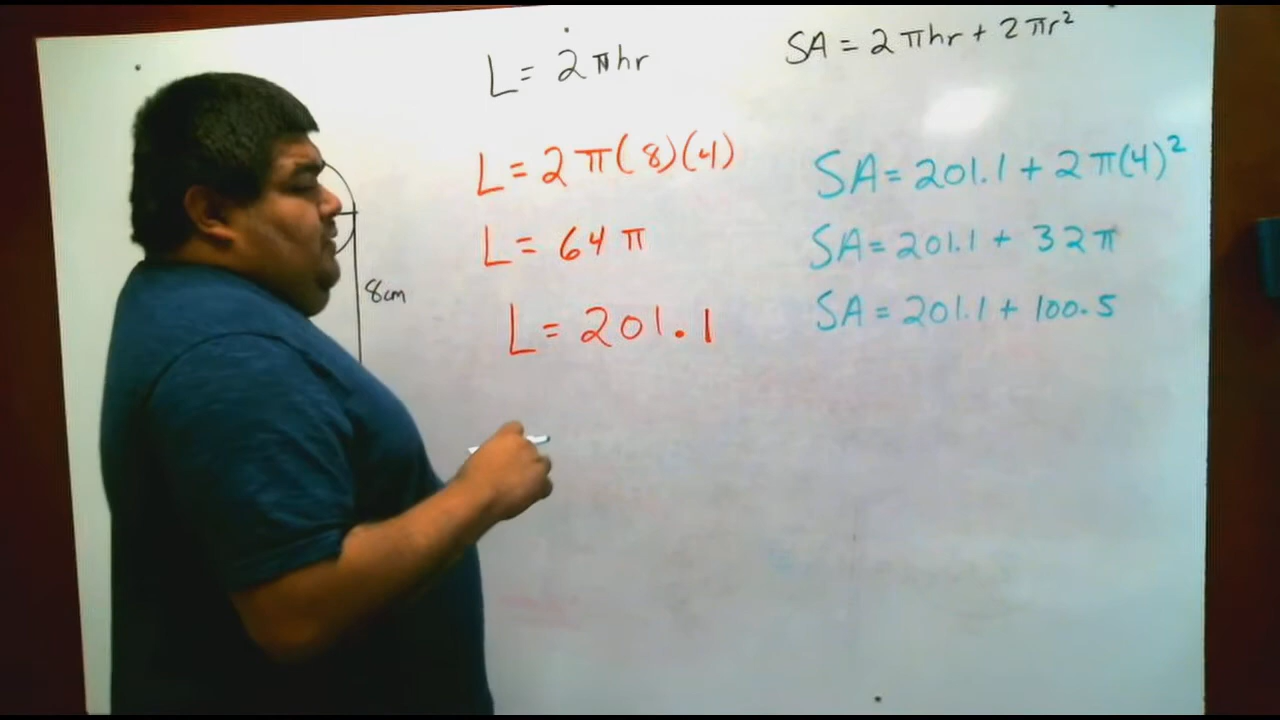 L = 2πhr
L = 2π(8)(4)
L = 64π
L = 201.1
8cm
SA = 2πhr + 2πr²
SA = 201.1 + 2π(4)²
SA = 201.1 + 32π
SA = 201.1 + 100.5